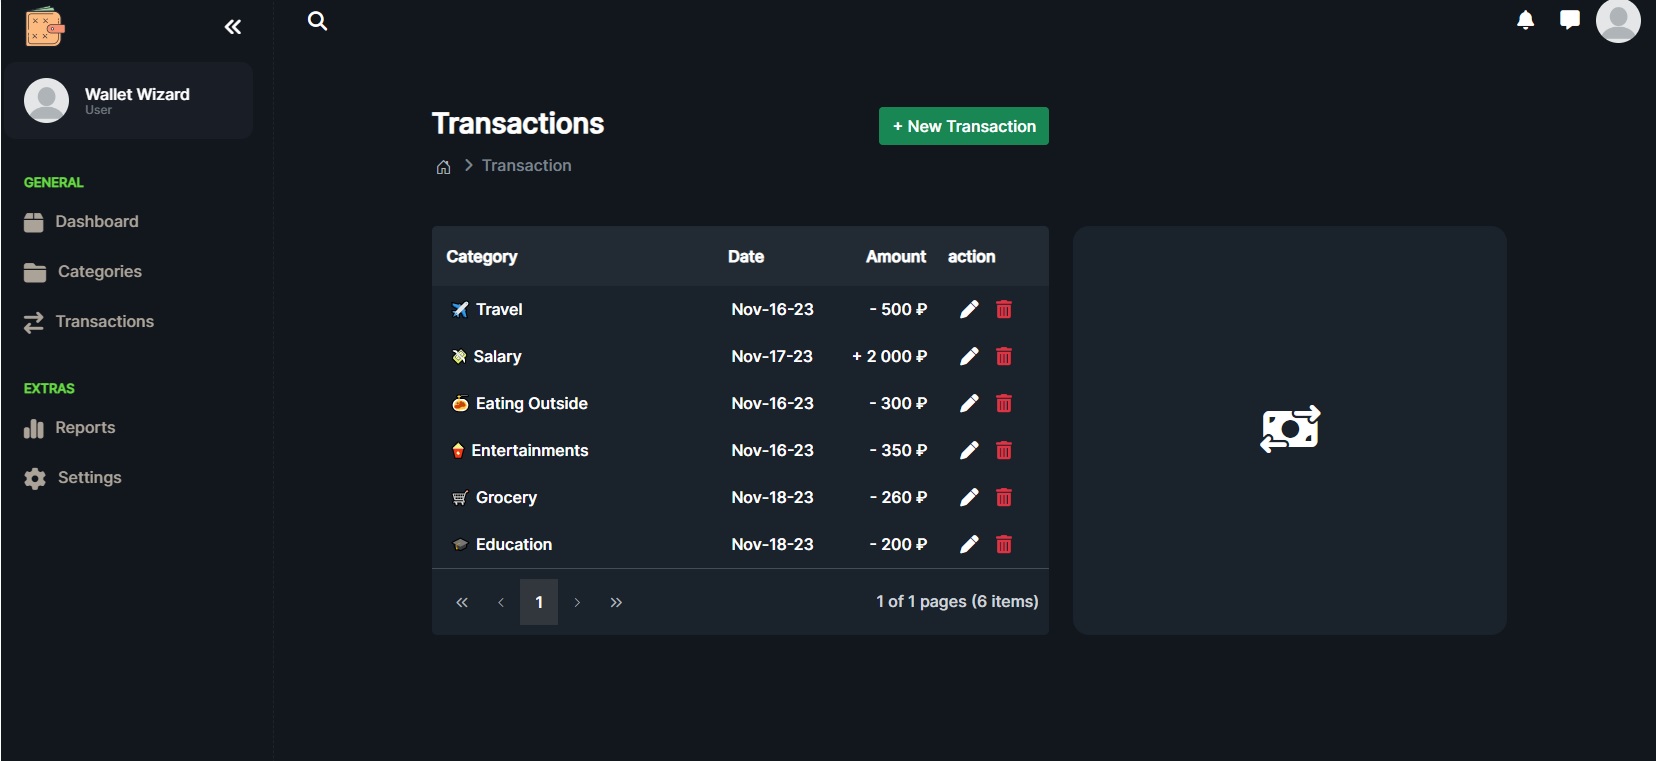 Wallet Wizard
User
GENERAL
Dashboard
Categories
Transactions
EXTRAS
Reports
Settings
Transactions
+ New Transaction
Transaction
Category Date Amount action
Travel Nov-16-23 - 500 ₽
Salary Nov-17-23 + 2 000 ₽
Eating Outside Nov-16-23 - 300 ₽
Entertainments Nov-16-23 - 350 ₽
Grocery Nov-18-23 - 260 ₽
Education Nov-18-23 - 200 ₽
1 1 of 1 pages (6 items)